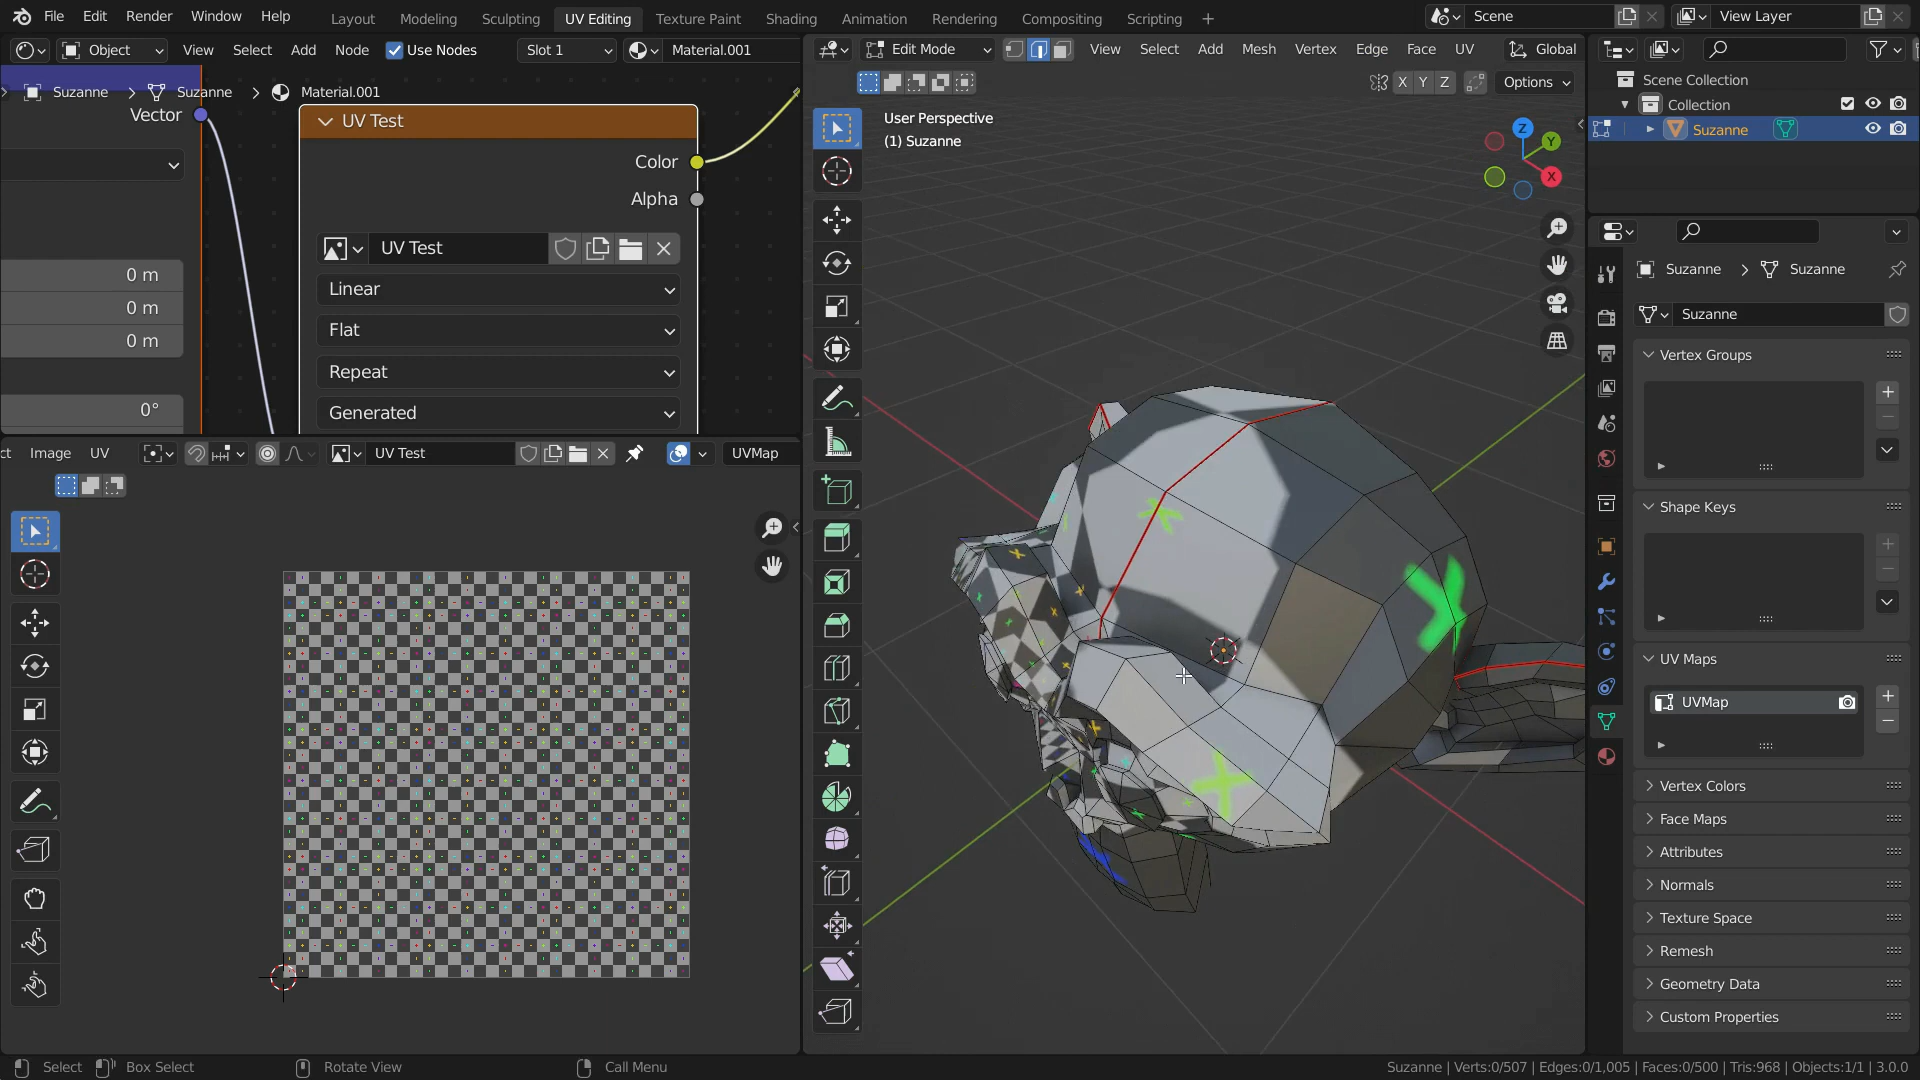 File Edit Render Window Help
Layout Modeling Sculpting UV Editing Texture Paint Shading Animation Rendering Compositing Scripting +
Scene
View Layer
Object View Select Add Node Use Nodes Slot 1 Material.001
Suzanne > Suzanne > Material.001
Vector
UV Test
Color
Alpha
UV Test
Linear
Flat
Repeat
Generated
0 m
0 m
0 m
0°
ct Image UV UV Test UVMap
Edit Mode View Select Add Mesh Vertex Edge Face UV Global
X Y Z Options
User Perspective
(1) Suzanne
Z
Y
X
Scene Collection
Collection
Suzanne
Suzanne > Suzanne
Suzanne
Vertex Groups
Shape Keys
UV Maps
UVMap
Vertex Colors
Face Maps
Attributes
Normals
Texture Space
Remesh
Geometry Data
Custom Properties
Select Box Select Rotate View Call Menu
Suzanne | Verts:0/507 | Edges:0/1,005 | Faces:0/500 | Tris:968 | Objects:1/1 | 3.0.0